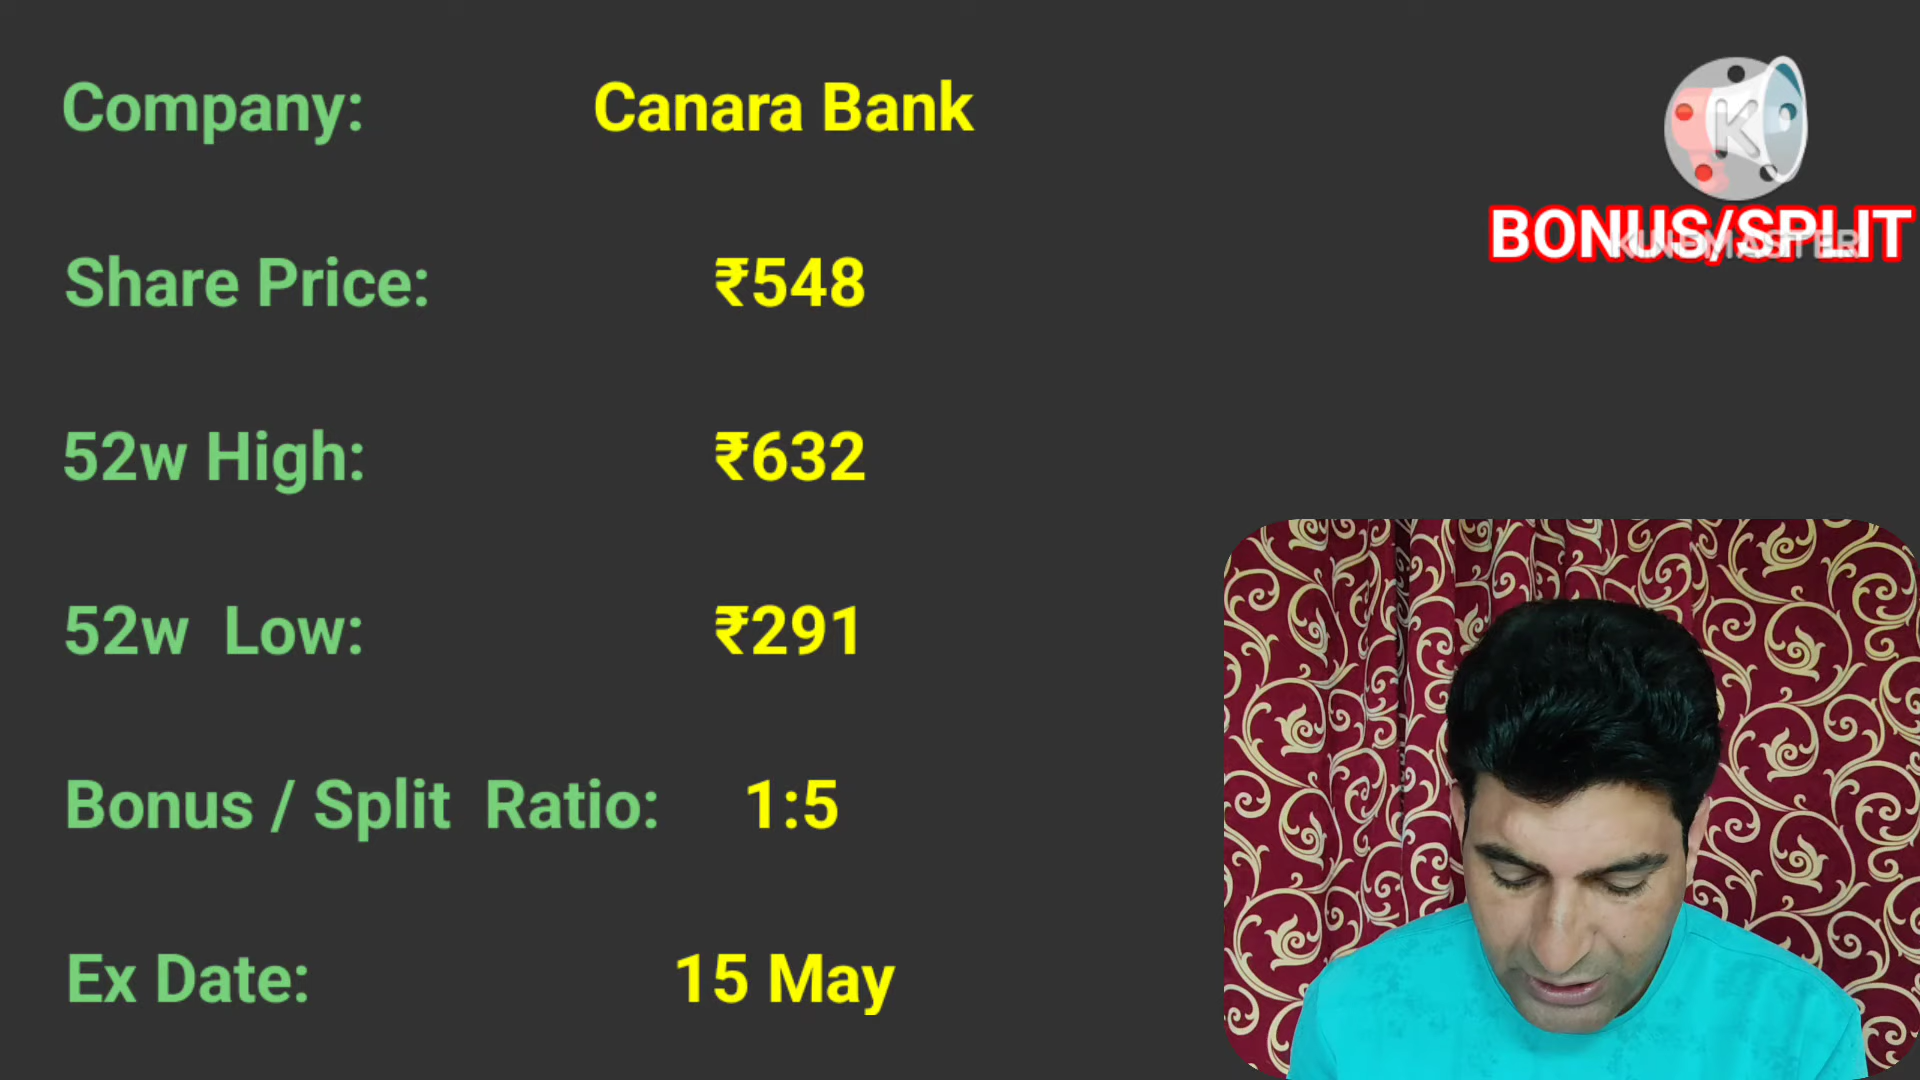 Company: Canara Bank
K
BONUS/SPLIT
KINEMASTER
Share Price: ₹548
52w High: ₹632
52w Low: ₹291
Bonus / Split Ratio: 1:5
Ex Date: 15 May